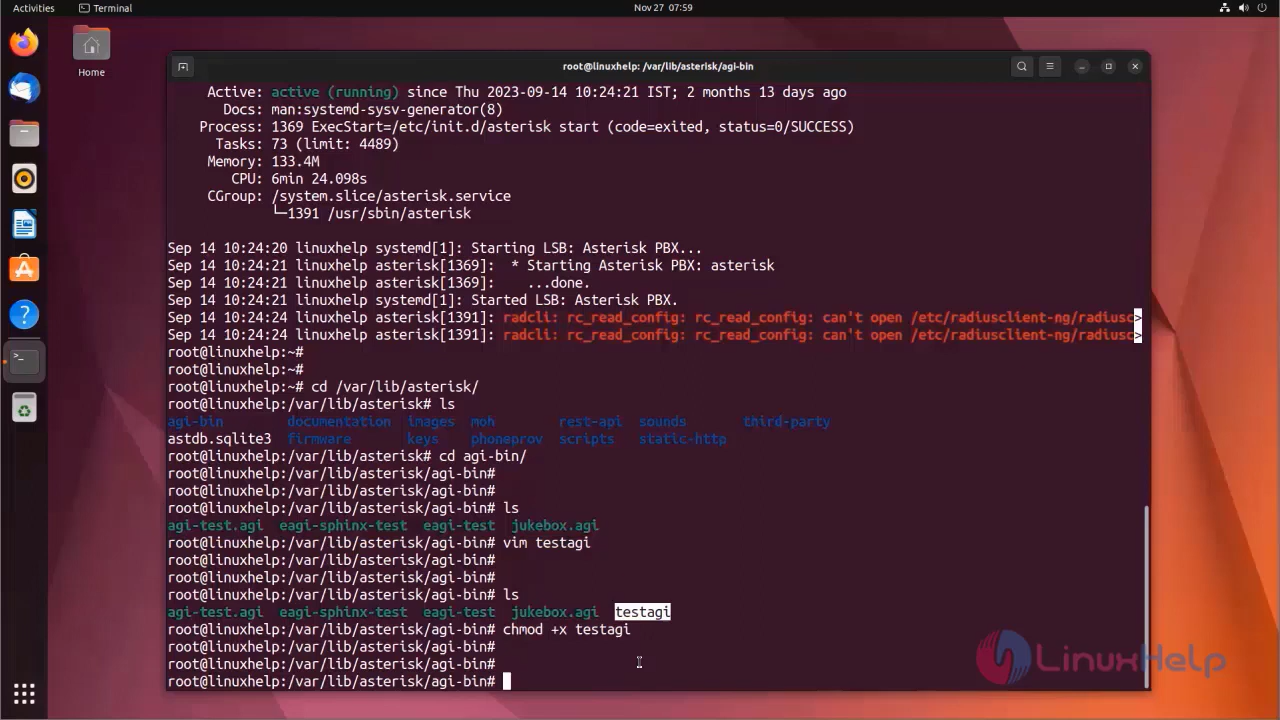 Activities Terminal Nov 27 07:59
Home
root@linuxhelp: /var/lib/asterisk/agi-bin
Active: active (running) since Thu 2023-09-14 10:24:21 IST; 2 months 13 days ago
Docs: man:systemd-sysv-generator(8)
Process: 1369 ExecStart=/etc/init.d/asterisk start (code=exited, status=0/SUCCESS)
Tasks: 73 (limit: 4489)
Memory: 133.4M
CPU: 6min 24.098s
CGroup: /system.slice/asterisk.service
└─1391 /usr/sbin/asterisk
Sep 14 10:24:20 linuxhelp systemd[1]: Starting LSB: Asterisk PBX...
Sep 14 10:24:21 linuxhelp asterisk[1369]:  * Starting Asterisk PBX: asterisk
Sep 14 10:24:21 linuxhelp asterisk[1369]:    ...done.
Sep 14 10:24:21 linuxhelp systemd[1]: Started LSB: Asterisk PBX.
Sep 14 10:24:24 linuxhelp asterisk[1391]: radcli: rc_read_config: rc_read_config: can't open /etc/radiusclient-ng/radiusc>
Sep 14 10:24:24 linuxhelp asterisk[1391]: radcli: rc_read_config: rc_read_config: can't open /etc/radiusclient-ng/radiusc>
root@linuxhelp:~#
root@linuxhelp:~#
root@linuxhelp:~# cd /var/lib/asterisk/
root@linuxhelp:/var/lib/asterisk# ls
agi-bin documentation images moh rest-api sounds third-party
astdb.sqlite3 firmware keys phoneprov scripts static-http
root@linuxhelp:/var/lib/asterisk# cd agi-bin/
root@linuxhelp:/var/lib/asterisk/agi-bin#
root@linuxhelp:/var/lib/asterisk/agi-bin#
root@linuxhelp:/var/lib/asterisk/agi-bin# ls
agi-test.agi eagi-sphinx-test eagi-test jukebox.agi
root@linuxhelp:/var/lib/asterisk/agi-bin# vim testagi
root@linuxhelp:/var/lib/asterisk/agi-bin#
root@linuxhelp:/var/lib/asterisk/agi-bin#
root@linuxhelp:/var/lib/asterisk/agi-bin# ls
agi-test.agi eagi-sphinx-test eagi-test jukebox.agi testagi
root@linuxhelp:/var/lib/asterisk/agi-bin# chmod +x testagi
root@linuxhelp:/var/lib/asterisk/agi-bin#
root@linuxhelp:/var/lib/asterisk/agi-bin#
root@linuxhelp:/var/lib/asterisk/agi-bin#
LinuxHelp